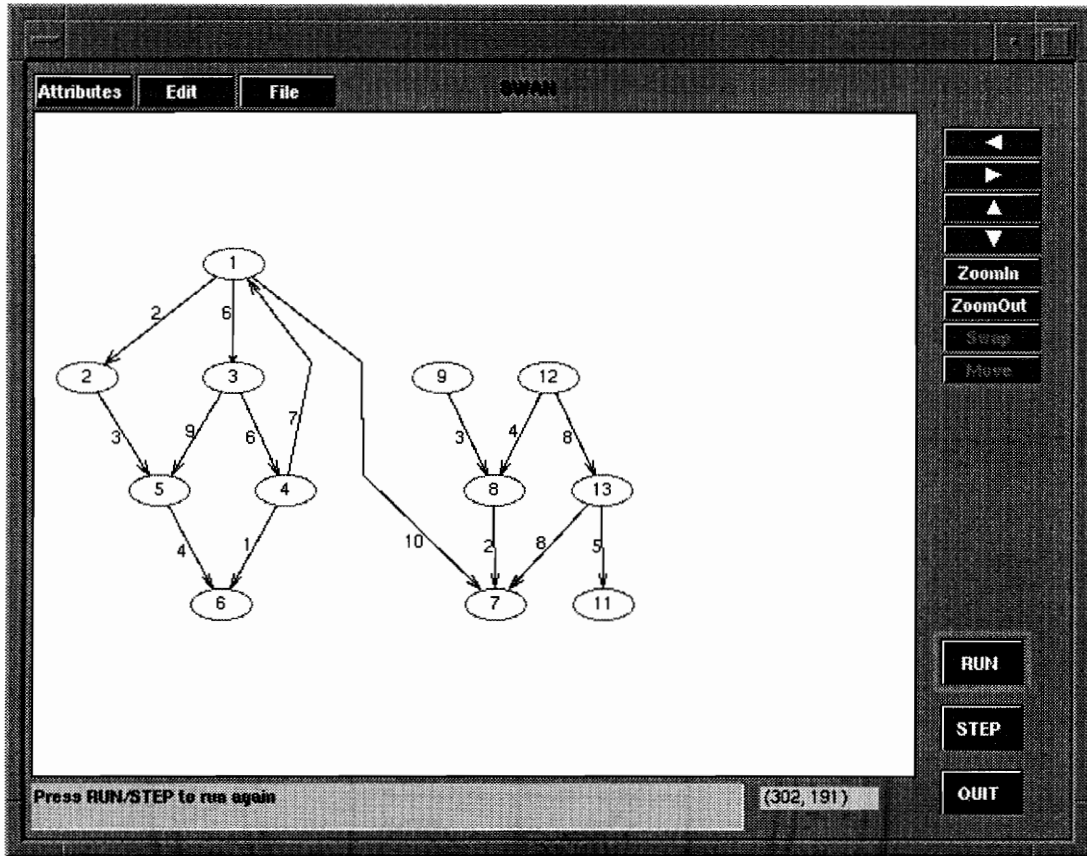 SWAN
Attributes Edit File
ZoomIn
ZoomOut
Swap
Move
1
2 6
2 3 9 12
7
3 9 6 3 4 8
5 4 8 13
4 1 10 2 8 5
6 7 11
RUN
STEP
QUIT
Press RUN/STEP to run again
(302, 191)